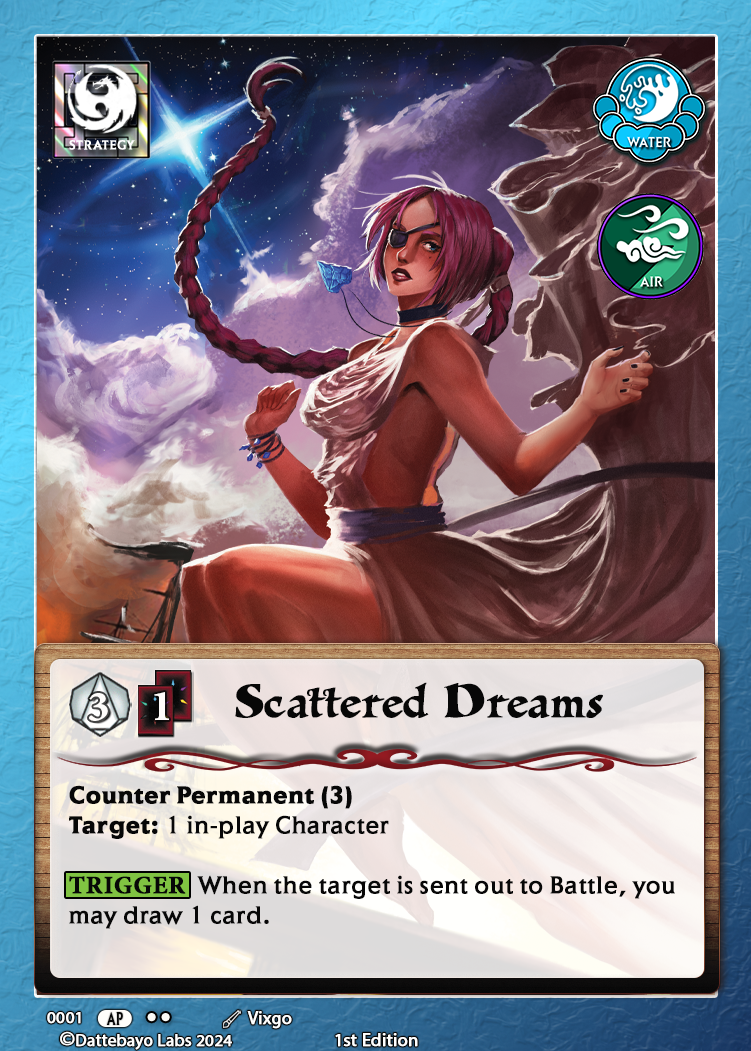 STRATEGY
WATER
AIR
3 1 Scattered Dreams
Counter Permanent (3)
Target: 1 in-play Character
TRIGGER When the target is sent out to Battle, you
may draw 1 card.
0001 AP Vixgo
©Dattebayo Labs 2024 1st Edition